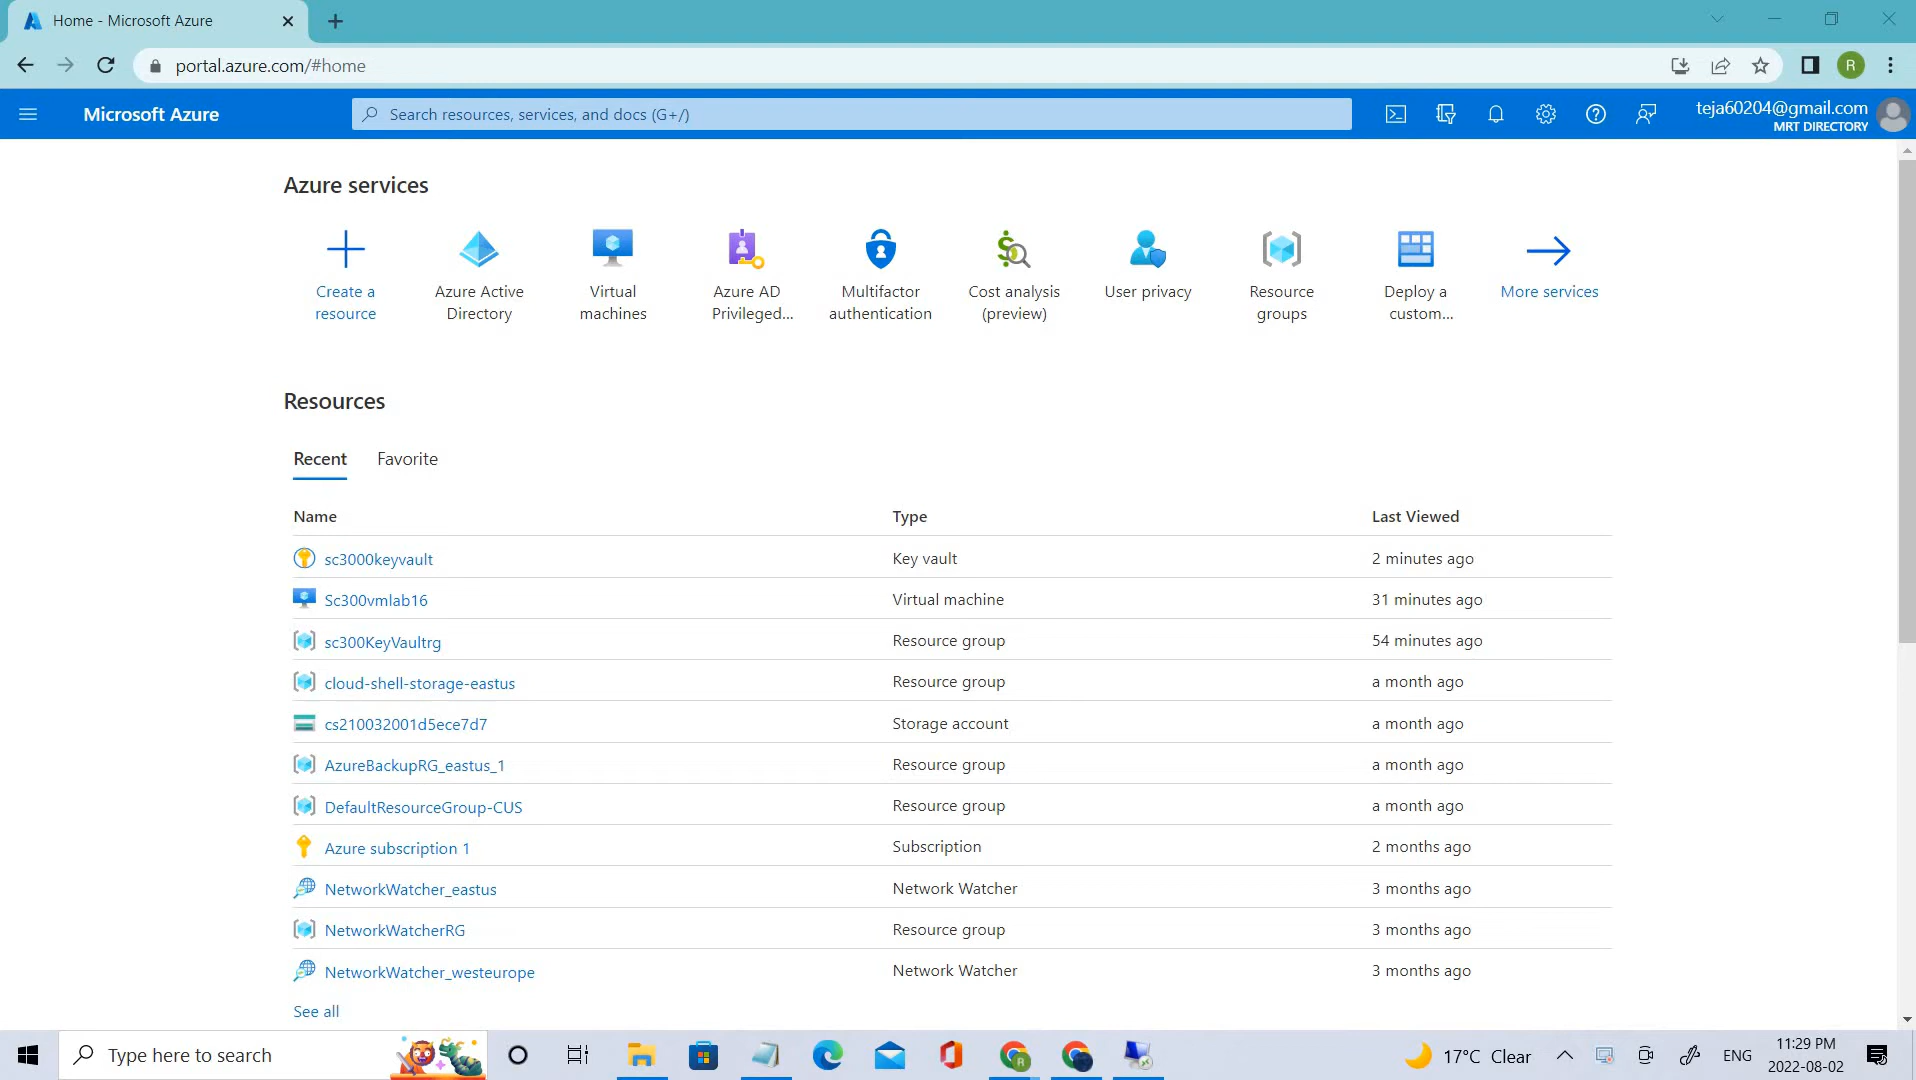 Home - Microsoft Azure
portal.azure.com/#home
R
Microsoft Azure
Search resources, services, and docs (G+/)
teja60204@gmail.com
MRT DIRECTORY
Azure services
Create a resource
Azure Active Directory
Virtual machines
Azure AD Privileged...
Multifactor authentication
Cost analysis (preview)
User privacy
Resource groups
Deploy a custom...
More services
Resources
Recent Favorite
Name Type Last Viewed
sc3000keyvault Key vault 2 minutes ago
Sc300vmlab16 Virtual machine 31 minutes ago
sc300KeyVaultrg Resource group 54 minutes ago
cloud-shell-storage-eastus Resource group a month ago
cs210032001d5ece7d7 Storage account a month ago
AzureBackupRG_eastus_1 Resource group a month ago
DefaultResourceGroup-CUS Resource group a month ago
Azure subscription 1 Subscription 2 months ago
NetworkWatcher_eastus Network Watcher 3 months ago
NetworkWatcherRG Resource group 3 months ago
NetworkWatcher_westeurope Network Watcher 3 months ago
See all
Type here to search
17°C Clear
ENG
11:29 PM
2022-08-02